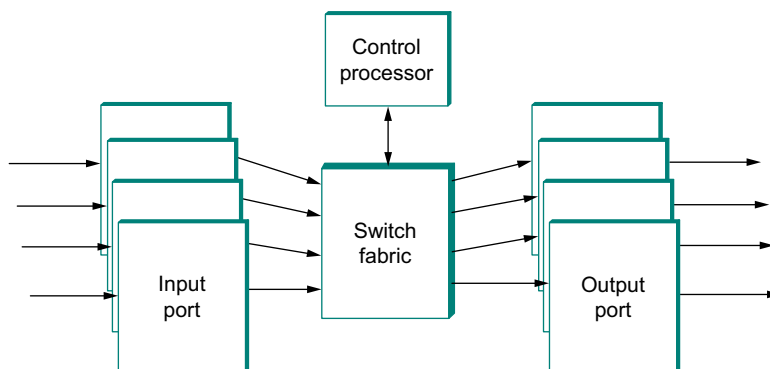 Control
processor
Switch
fabric
Input
port
Output
port